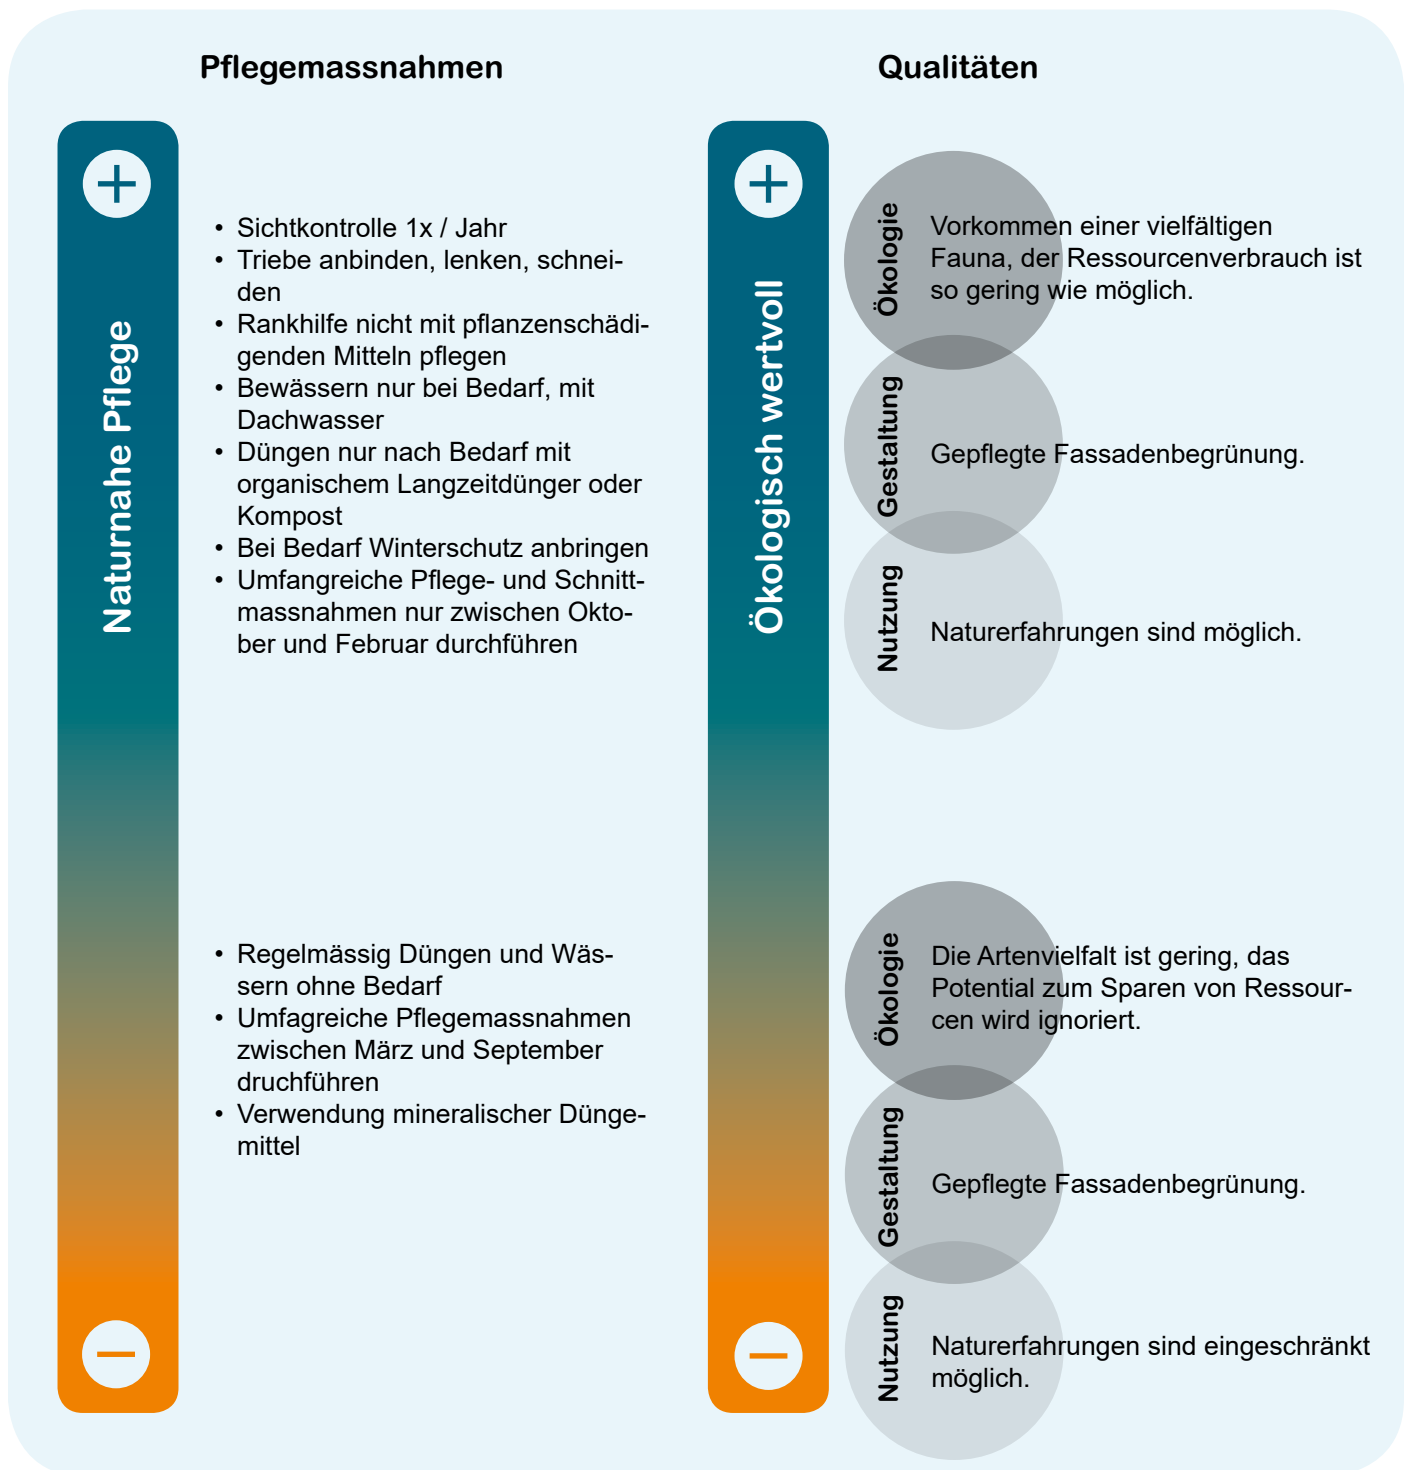 Pflegemassnahmen
Naturnahe Pflege
• Sichtkontrolle 1x / Jahr
• Triebe anbinden, lenken, schnei-
den
• Rankhilfe nicht mit pflanzenschädi-
genden Mitteln pflegen
• Bewässern nur bei Bedarf, mit
Dachwasser
• Düngen nur nach Bedarf mit
organischem Langzeitdünger oder
Kompost
• Bei Bedarf Winterschutz anbringen
• Umfangreiche Pflege- und Schnitt-
massnahmen nur zwischen Okto-
ber und Februar durchführen
• Regelmässig Düngen und Wäs-
sern ohne Bedarf
• Umfagreiche Pflegemassnahmen
zwischen März und September
druchführen
• Verwendung mineralischer Dünge-
mittel
Qualitäten
Ökologisch wertvoll
Ökologie
Vorkommen einer vielfältigen
Fauna, der Ressourcenverbrauch ist
so gering wie möglich.
Gestaltung
Gepflegte Fassadenbegrünung.
Nutzung
Naturerfahrungen sind möglich.
Ökologie
Die Artenvielfalt ist gering, das
Potential zum Sparen von Ressour-
cen wird ignoriert.
Gestaltung
Gepflegte Fassadenbegrünung.
Nutzung
Naturerfahrungen sind eingeschränkt
möglich.